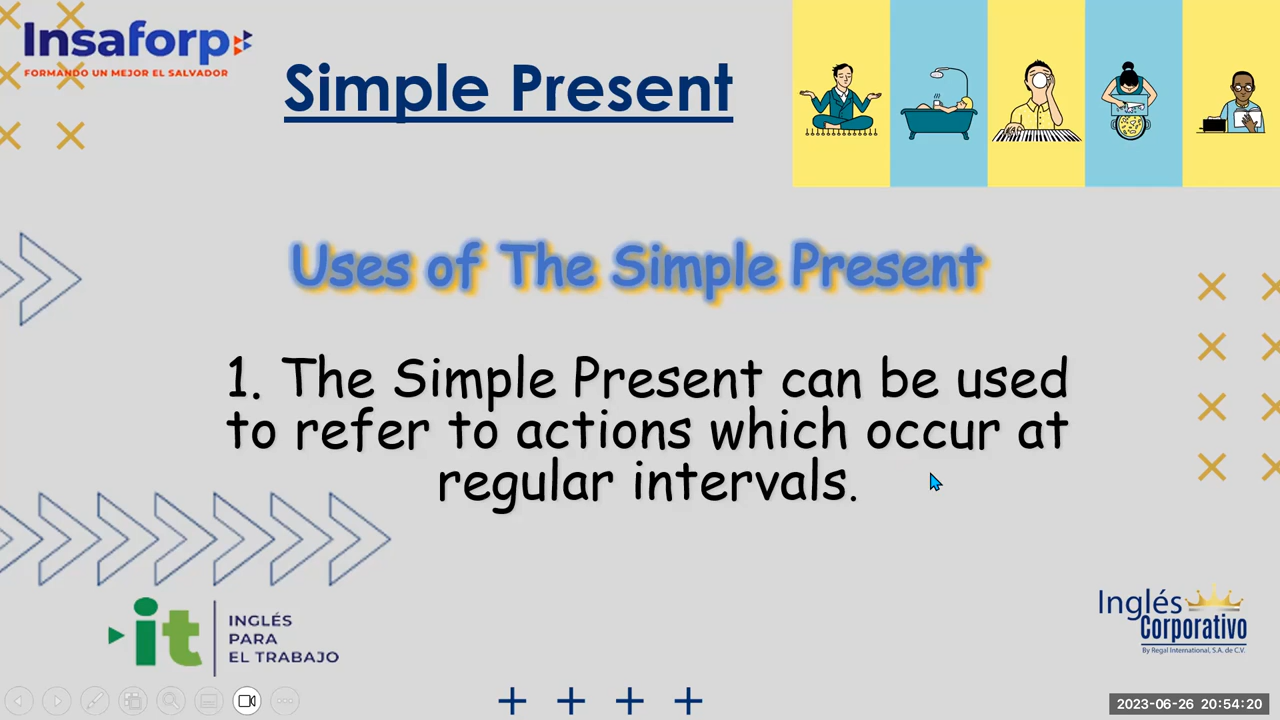 Insaforp
FORMANDO UN MEJOR EL SALVADOR
Simple Present
Uses of The Simple Present
1. The Simple Present can be used
to refer to actions which occur at
regular intervals.
it
INGLÉS
PARA
EL TRABAJO
Inglés
Corporativo
By Regal International, S.A. de C.V.
2023-06-26 20:54:20